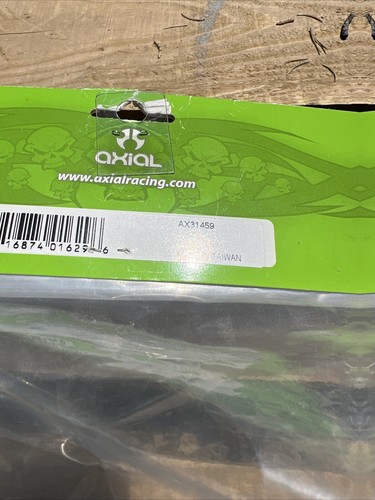 AXIAL
www.axialracing.com
AX31459
16874 01629 6
TAIWAN